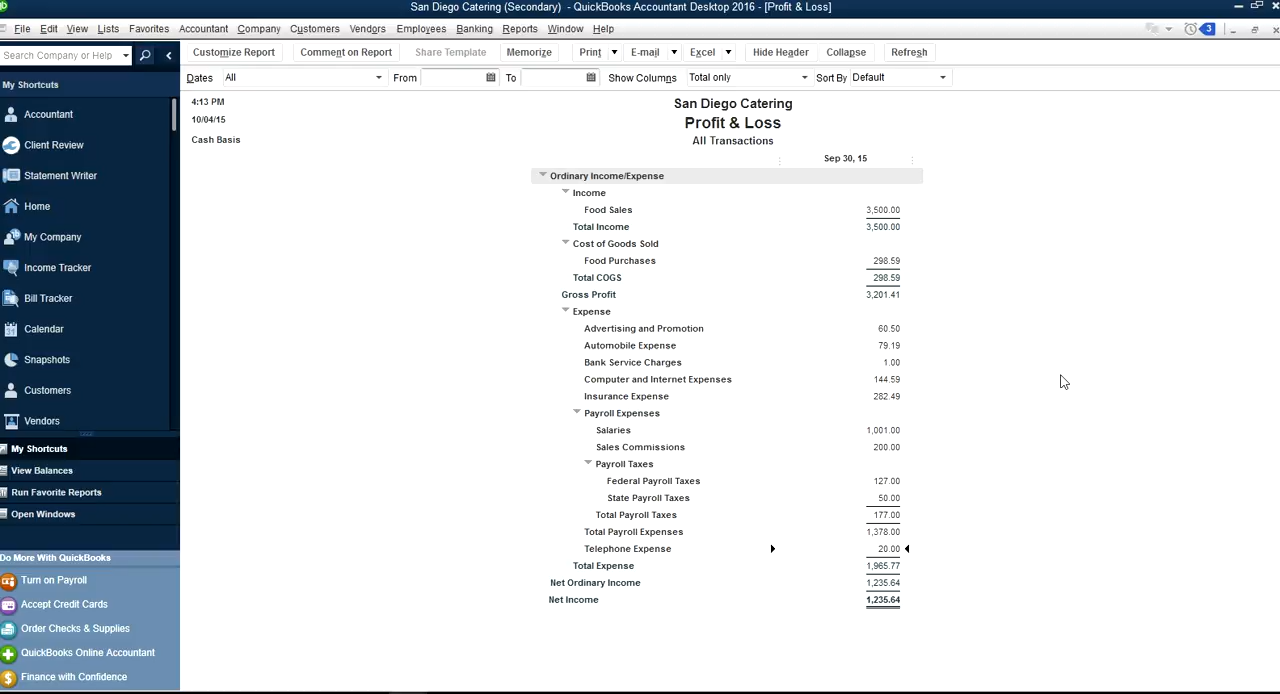 San Diego Catering (Secondary) - QuickBooks Accountant Desktop 2016 - [Profit & Loss]
File Edit View Lists Favorites Accountant Company Customers Vendors Employees Banking Reports Window Help
3
Search Company or Help
Customize Report Comment on Report Share Template Memorize Print E-mail Excel Hide Header Collapse Refresh
Dates All From To Show Columns Total only Sort By Default
My Shortcuts
Accountant
Client Review
Statement Writer
Home
My Company
Income Tracker
Bill Tracker
Calendar
Snapshots
Customers
Vendors
My Shortcuts
View Balances
Run Favorite Reports
Open Windows
Do More With QuickBooks
Turn on Payroll
Accept Credit Cards
Order Checks & Supplies
QuickBooks Online Accountant
Finance with Confidence
4:13 PM
10/04/15
Cash Basis
San Diego Catering
Profit & Loss
All Transactions
Sep 30, 15
Ordinary Income/Expense
Income
Food Sales 3,500.00
Total Income 3,500.00
Cost of Goods Sold
Food Purchases 298.59
Total COGS 298.59
Gross Profit 3,201.41
Expense
Advertising and Promotion 60.50
Automobile Expense 79.19
Bank Service Charges 1.00
Computer and Internet Expenses 144.59
Insurance Expense 282.49
Payroll Expenses
Salaries 1,001.00
Sales Commissions 200.00
Payroll Taxes
Federal Payroll Taxes 127.00
State Payroll Taxes 50.00
Total Payroll Taxes 177.00
Total Payroll Expenses 1,378.00
Telephone Expense 20.00
Total Expense 1,965.77
Net Ordinary Income 1,235.64
Net Income 1,235.64